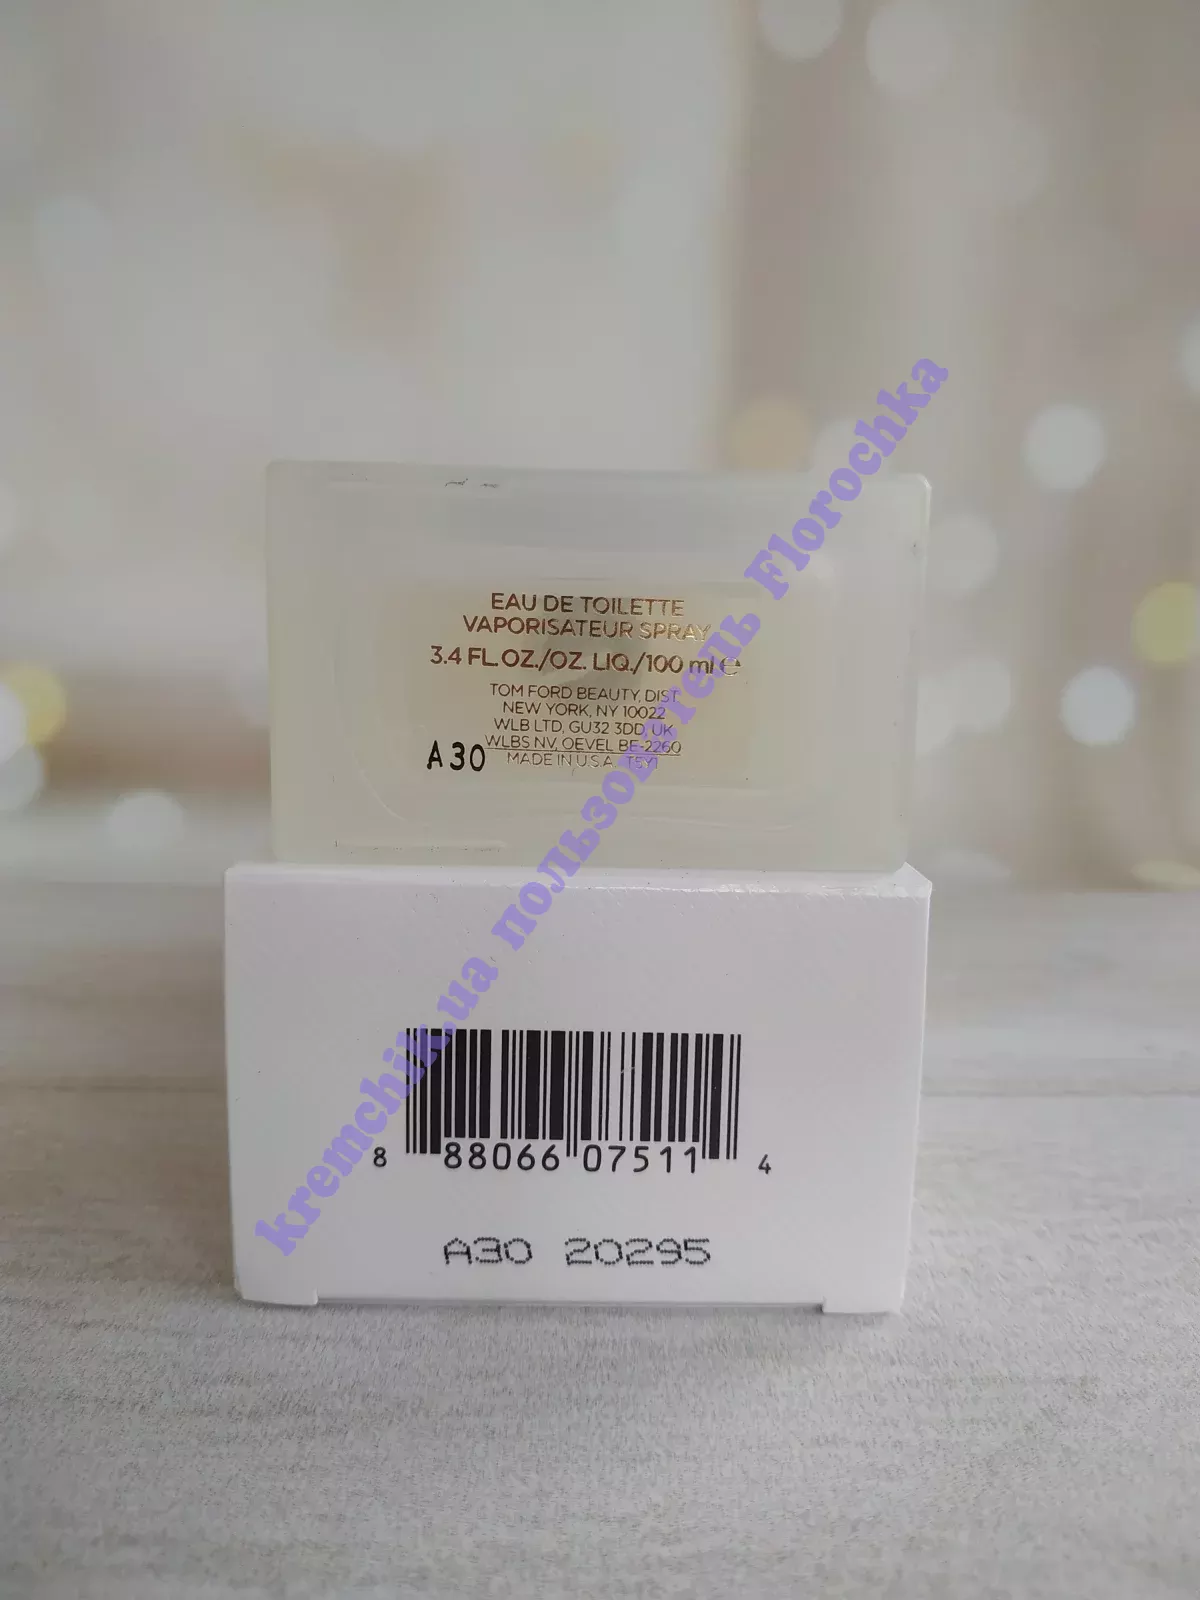 EAU DE TOILETTE
VAPORISATEUR SPRAY
3.4 FL.OZ./OZ. LIQ./100 ml ℮
TOM FORD BEAUTY, DIST.
NEW YORK, NY 10022
WLB LTD, GU32 3DD, UK
WLBS NV, OEVEL BE-2260
MADE IN U.S.A. T5Y1
A30
8 88066 07511 4
A30 20295
kremchik.ua пользователь Florochka